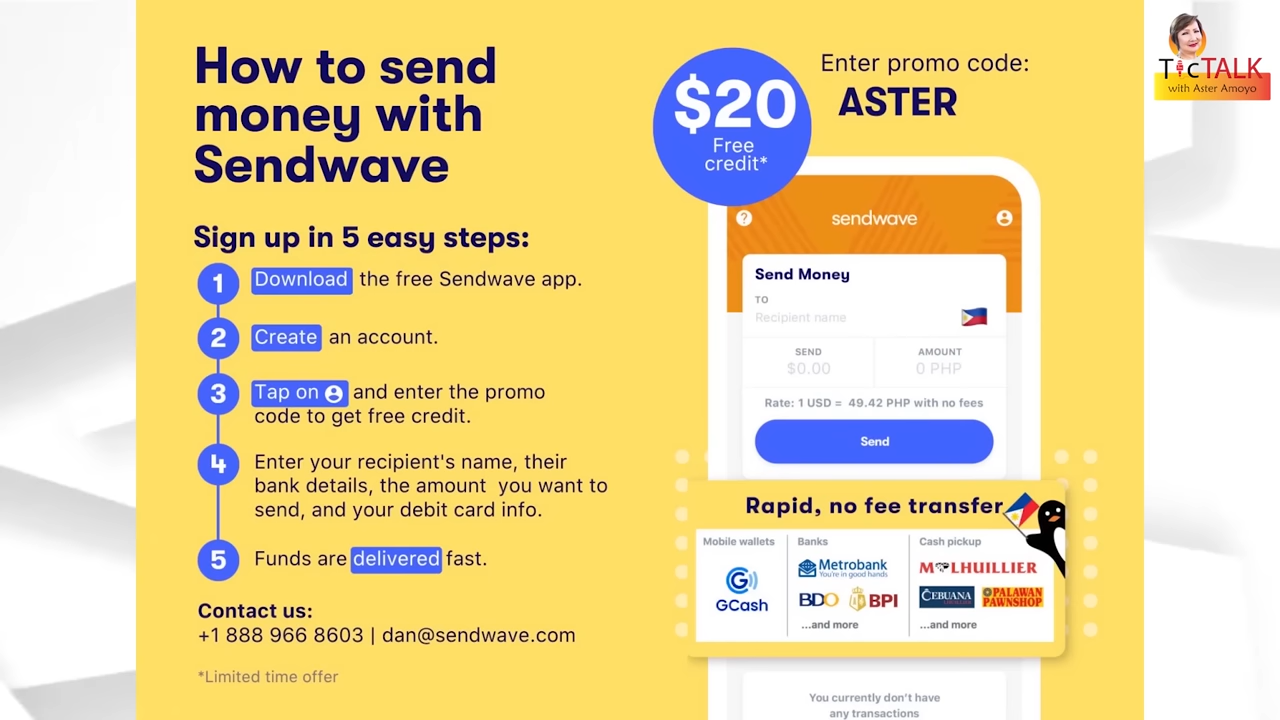 How to send
money with
Sendwave
Sign up in 5 easy steps:
1 Download the free Sendwave app.
2 Create an account.
3 Tap on and enter the promo
code to get free credit.
4 Enter your recipient's name, their
bank details, the amount you want to
send, and your debit card info.
5 Funds are delivered fast.
Contact us:
+1 888 966 8603 | dan@sendwave.com
*Limited time offer
$20
Free
credit*
Enter promo code:
ASTER
?
sendwave
Send Money
TO
Recipient name
SEND
$0.00
AMOUNT
0 PHP
Rate: 1 USD = 49.42 PHP with no fees
Send
Rapid, no fee transfer
Mobile wallets
GCash
Banks
Metrobank
You're in good hands
BDO
BPI
...and more
Cash pickup
M LHUILLIER
CEBUANA
PALAWAN
PAWNSHOP
...and more
You currently don't have
any transactions
TicTALK
with Aster Amoyo